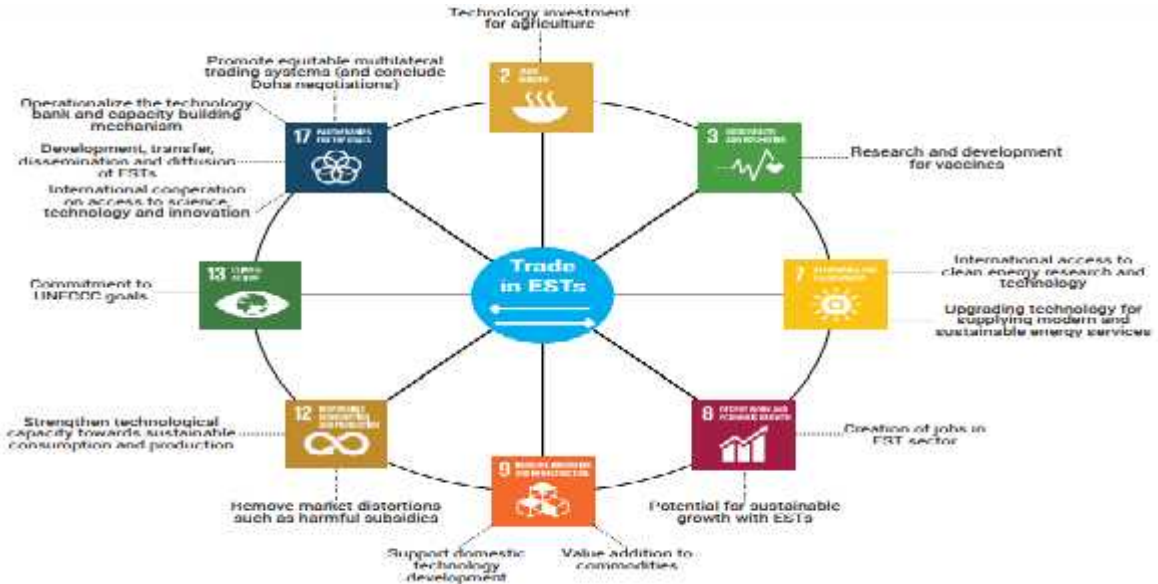 Technology investment
for agriculture
Promote equitable multilateral
trading systems (and conclude
Doha negotiations)
Operationalize the technology
bank and capacity building
mechanism
Development, transfer,
dissemination and diffusion
of ESTs
International cooperation
on access to science,
technology and innovation
17
2
3
Research and development
for vaccines
13
Commitment to
UNFCCC goals
Trade
in ESTs
7
International access to
clean energy research and
technology
Upgrading technology for
supplying modern and
sustainable energy services
12
Strengthen technological
capacity towards sustainable
consumption and production
Remove market distortions
such as harmful subsidies
9
Support domestic
technology
development
Value addition to
commodities
8
Creation of jobs in
EST sector
Potential for sustainable
growth with ESTs